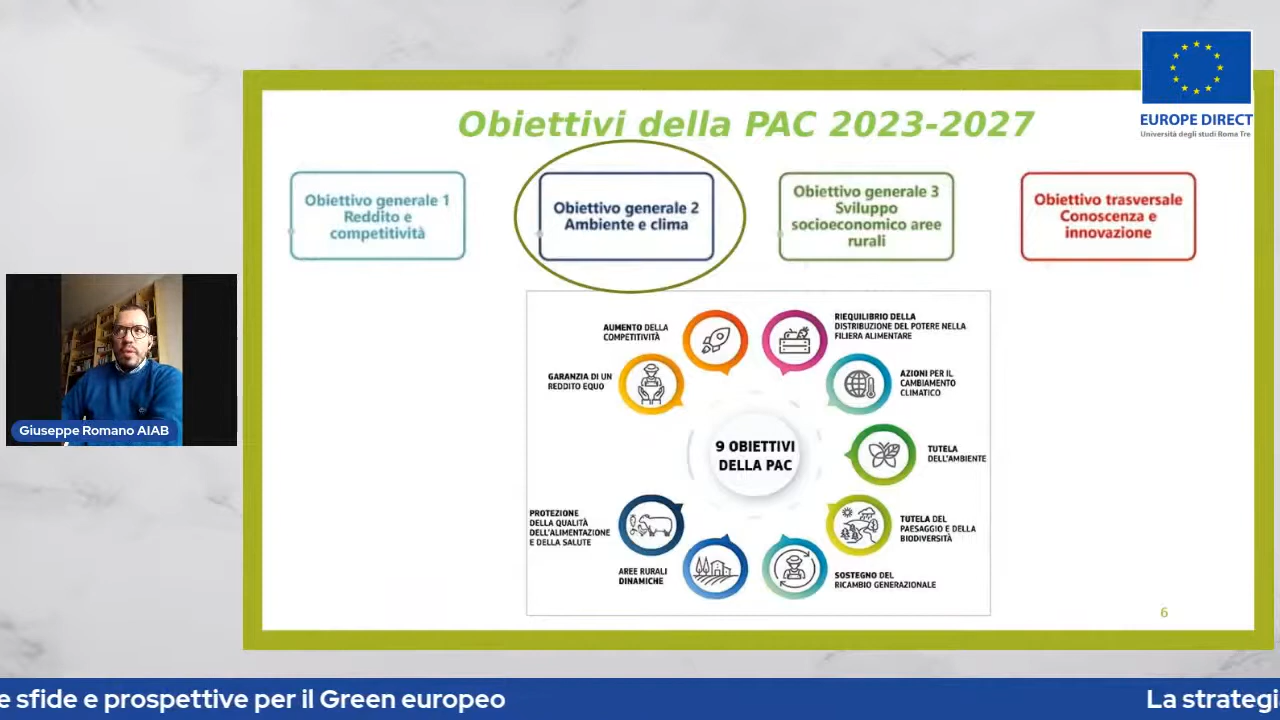 Obiettivi della PAC 2023-2027
EUROPE DIRECT
Università degli studi Roma Tre
Obiettivo generale 1
Reddito e
competitività
Obiettivo generale 2
Ambiente e clima
Obiettivo generale 3
Sviluppo
socioeconomico aree
rurali
Obiettivo trasversale
Conoscenza e
innovazione
AUMENTO DELLA
COMPETITIVITÀ
RIEQUILIBRIO DELLA
DISTRIBUZIONE DEL POTERE NELLA
FILIERA ALIMENTARE
GARANZIA DI UN
REDDITO EQUO
AZIONI PER IL
CAMBIAMENTO
CLIMATICO
9 OBIETTIVI
DELLA PAC
TUTELA
DELL'AMBIENTE
PROTEZIONE
DELLA QUALITÀ
DELL'ALIMENTAZIONE
E DELLA SALUTE
TUTELA DEL
PAESAGGIO E DELLA
BIODIVERSITÀ
AREE RURALI
DINAMICHE
SOSTEGNO DEL
RICAMBIO GENERAZIONALE
6
Giuseppe Romano AIAB
e sfide e prospettive per il Green europeo
La strategi